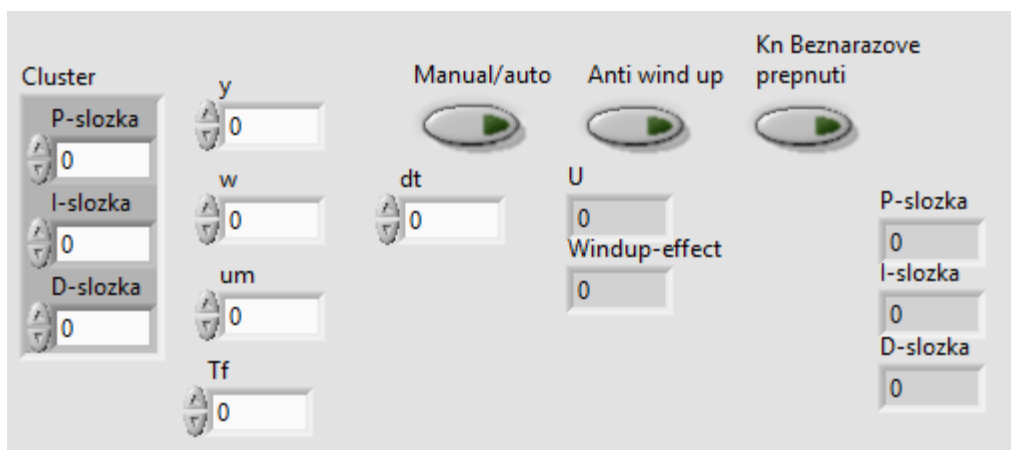 Cluster
P-slozka
0
I-slozka
0
D-slozka
0
y
0
w
0
um
0
Tf
0
Manual/auto
dt
0
Anti wind up
U
0
Windup-effect
0
Kn Beznarazove
prepnuti
P-slozka
0
I-slozka
0
D-slozka
0